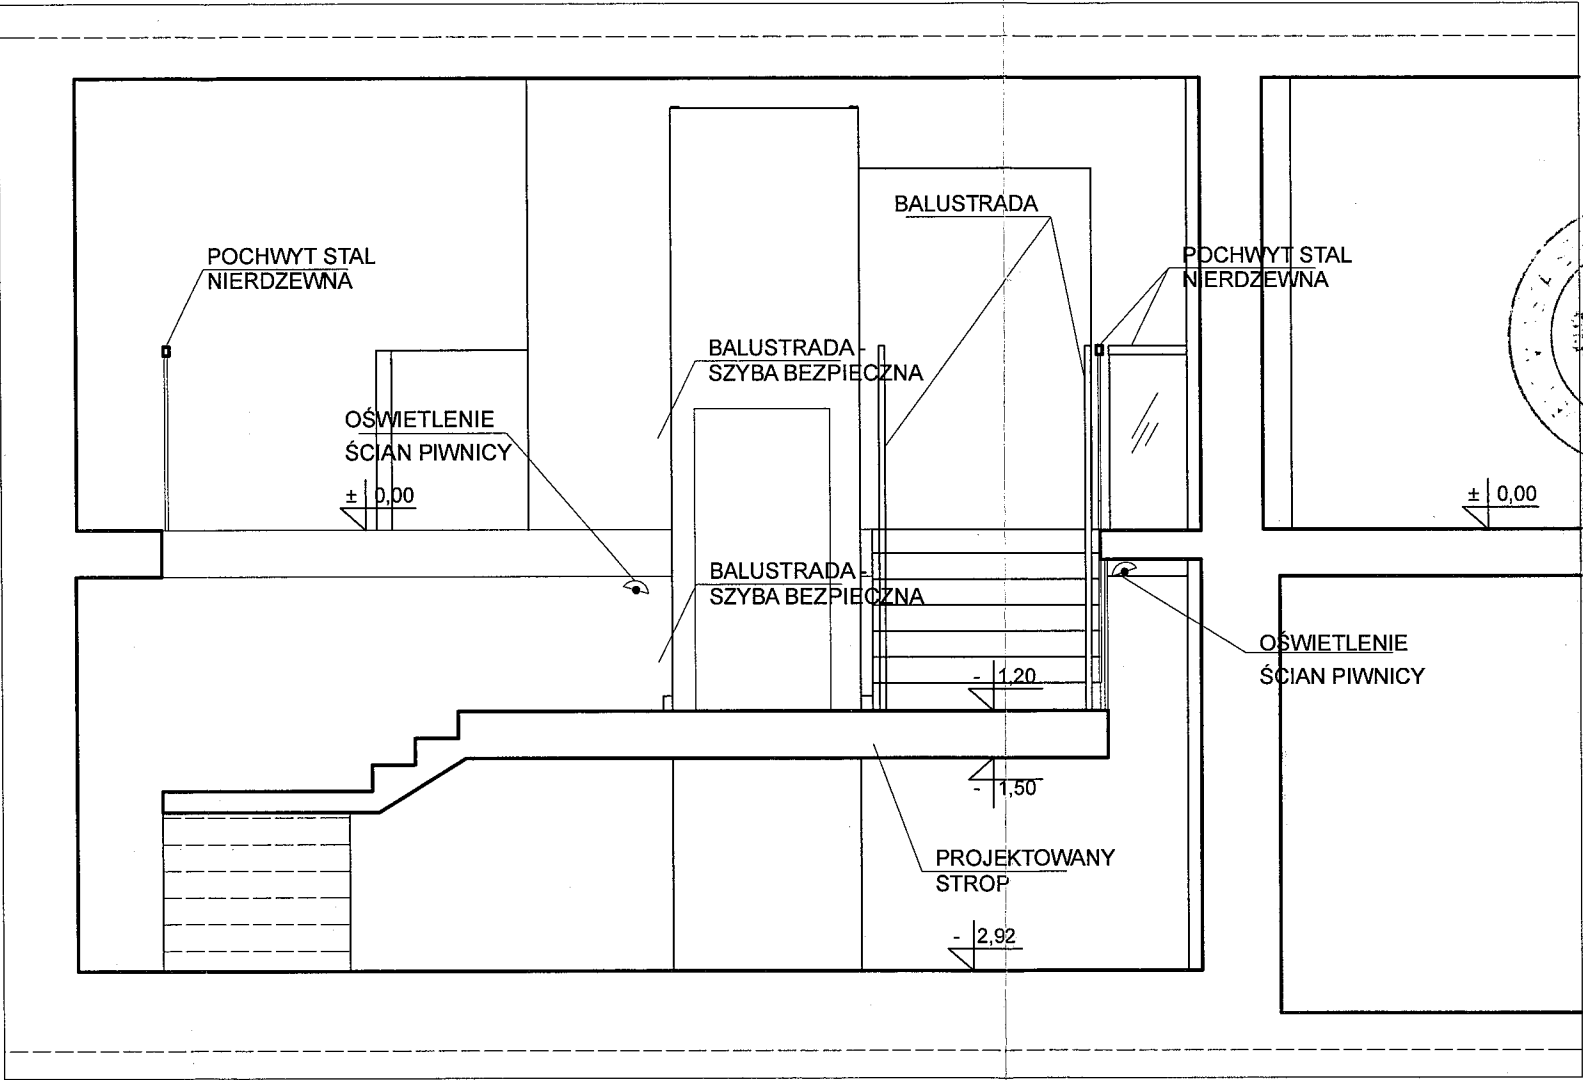 BALUSTRADA
POCHWYT STAL
NIERDZEWNA
POCHWYT STAL
NIERDZEWNA
BALUSTRADA -
SZYBA BEZPIECZNA
OŚWIETLENIE
ŚCIAN PIWNICY
± 0,00
± 0,00
BALUSTRADA -
SZYBA BEZPIECZNA
OŚWIETLENIE
ŚCIAN PIWNICY
- 1,20
- 1,50
PROJEKTOWANY
STROP
- 2,92